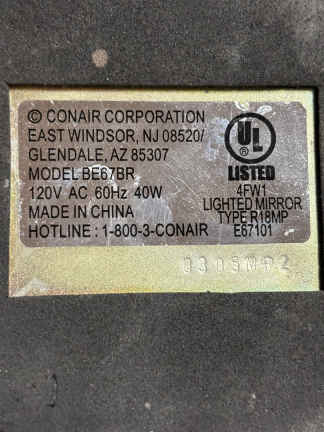 © CONAIR CORPORATION
EAST WINDSOR, NJ 08520/
GLENDALE, AZ 85307
MODEL BE67BR
120V AC 60Hz 40W
MADE IN CHINA
HOTLINE : 1-800-3-CONAIR
UL
LISTED
4FW1
LIGHTED MIRROR
TYPE R18MP
E67101